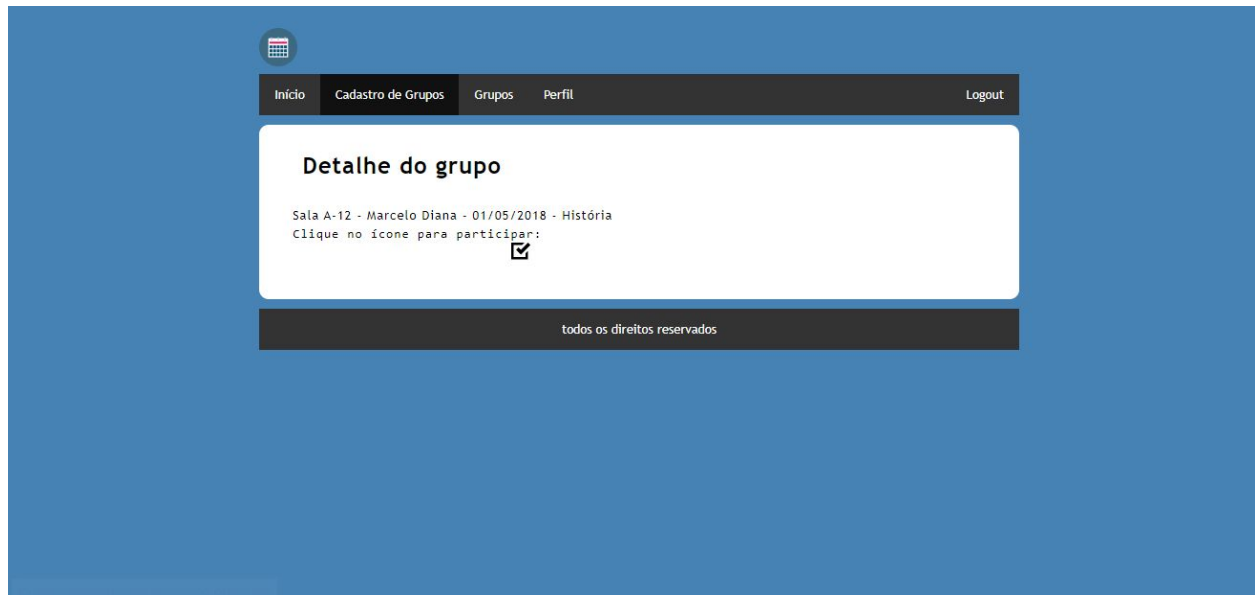 Início Cadastro de Grupos Grupos Perfil Logout
Detalhe do grupo
Sala A-12 - Marcelo Diana - 01/05/2018 - História
Clique no ícone para participar:
todos os direitos reservados